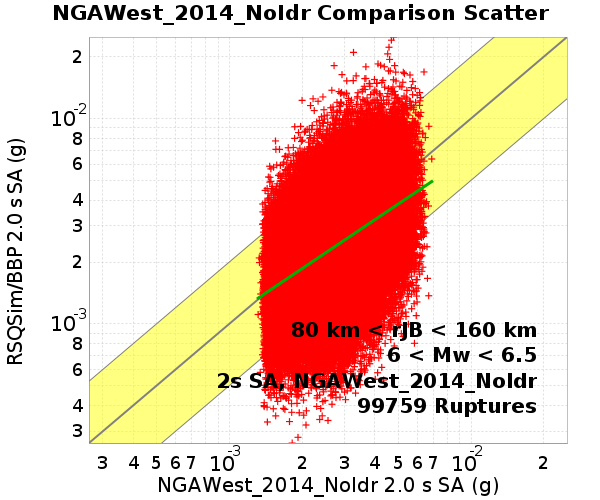 NGAWest_2014_NoIdr Comparison Scatter
RSQSim/BBP 2.0 s SA (g)
2
10-2
8
6
4
3
2
10-3
8
6
4
3
80 km < rJB < 160 km
6 < Mw < 6.5
2s SA, NGAWest_2014_NoIdr
99759 Ruptures
3 4 5 6 7 10-3 2 3 4 5 6 7 10-2 2
NGAWest_2014_NoIdr 2.0 s SA (g)